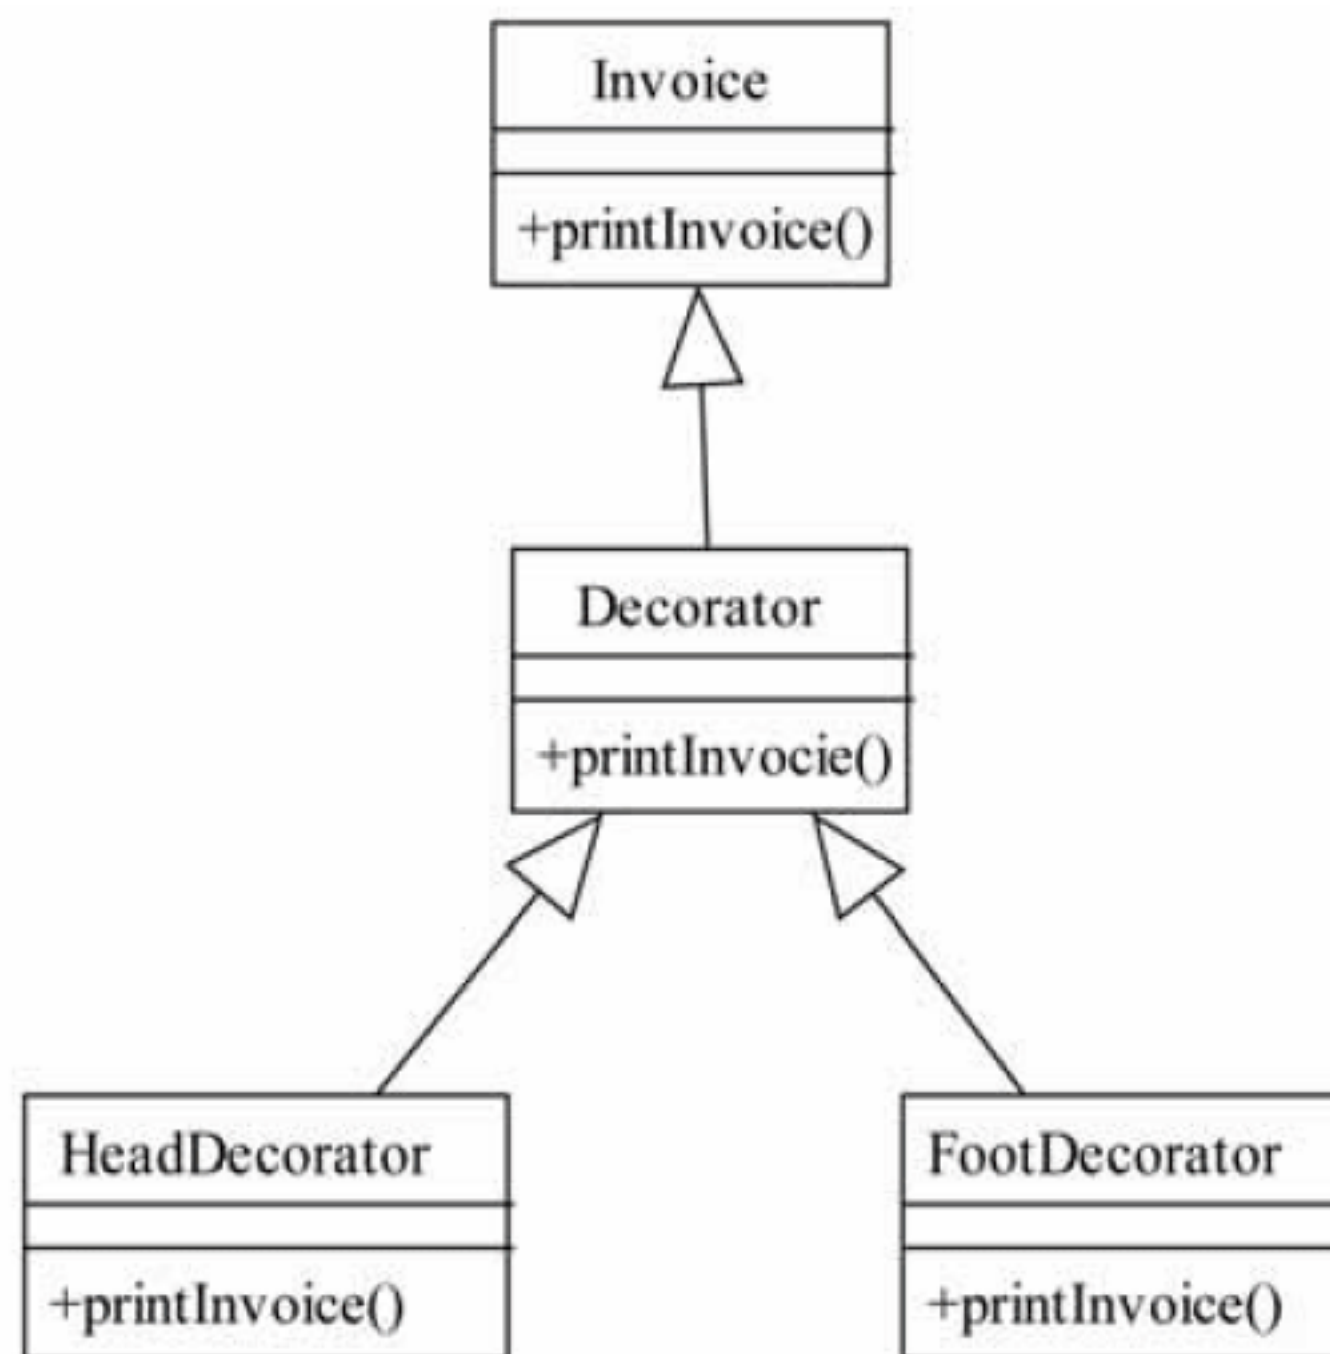 Invoice
+printInvoice()
Decorator
+printInvocie()
HeadDecorator
FootDecorator
+printInvoice()
+printInvoice()